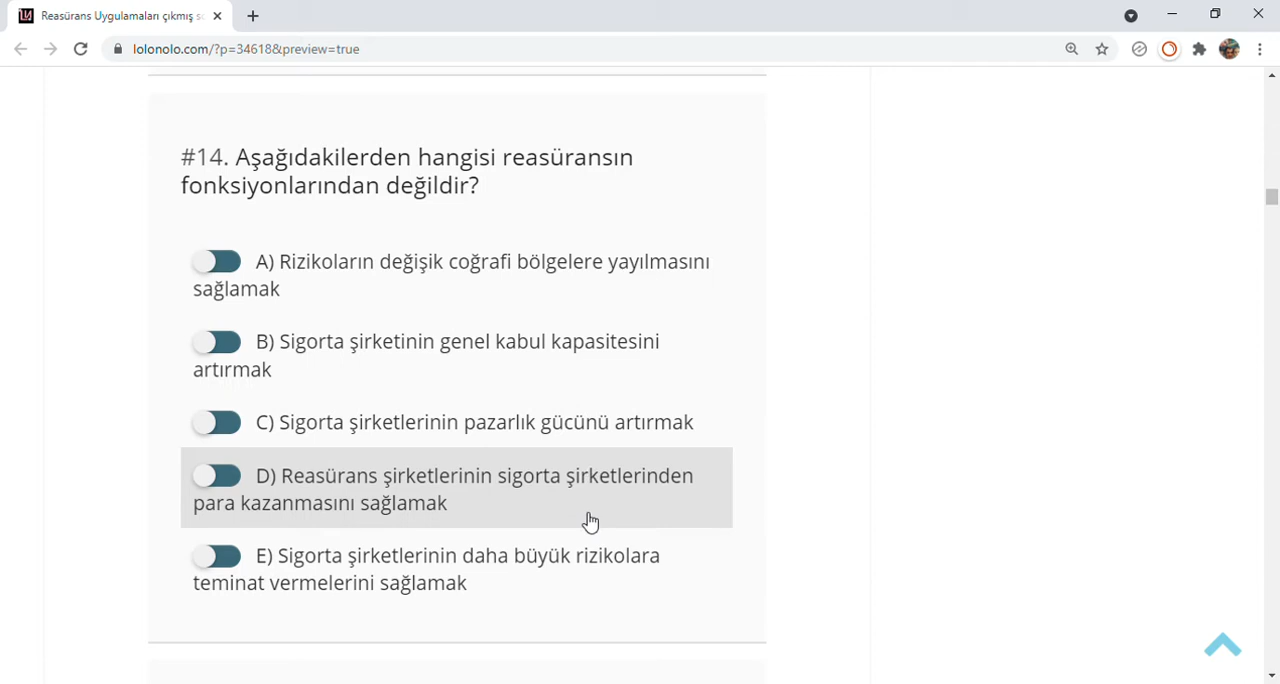 Reasürans Uygulamaları çıkmış s
lolonolo.com/?p=34618&preview=true
#14. Aşağıdakilerden hangisi reasüransın
fonksiyonlarından değildir?
A) Rizikoların değişik coğrafi bölgelere yayılmasını
sağlamak
B) Sigorta şirketinin genel kabul kapasitesini
artırmak
C) Sigorta şirketlerinin pazarlık gücünü artırmak
D) Reasürans şirketlerinin sigorta şirketlerinden
para kazanmasını sağlamak
E) Sigorta şirketlerinin daha büyük rizikolara
teminat vermelerini sağlamak